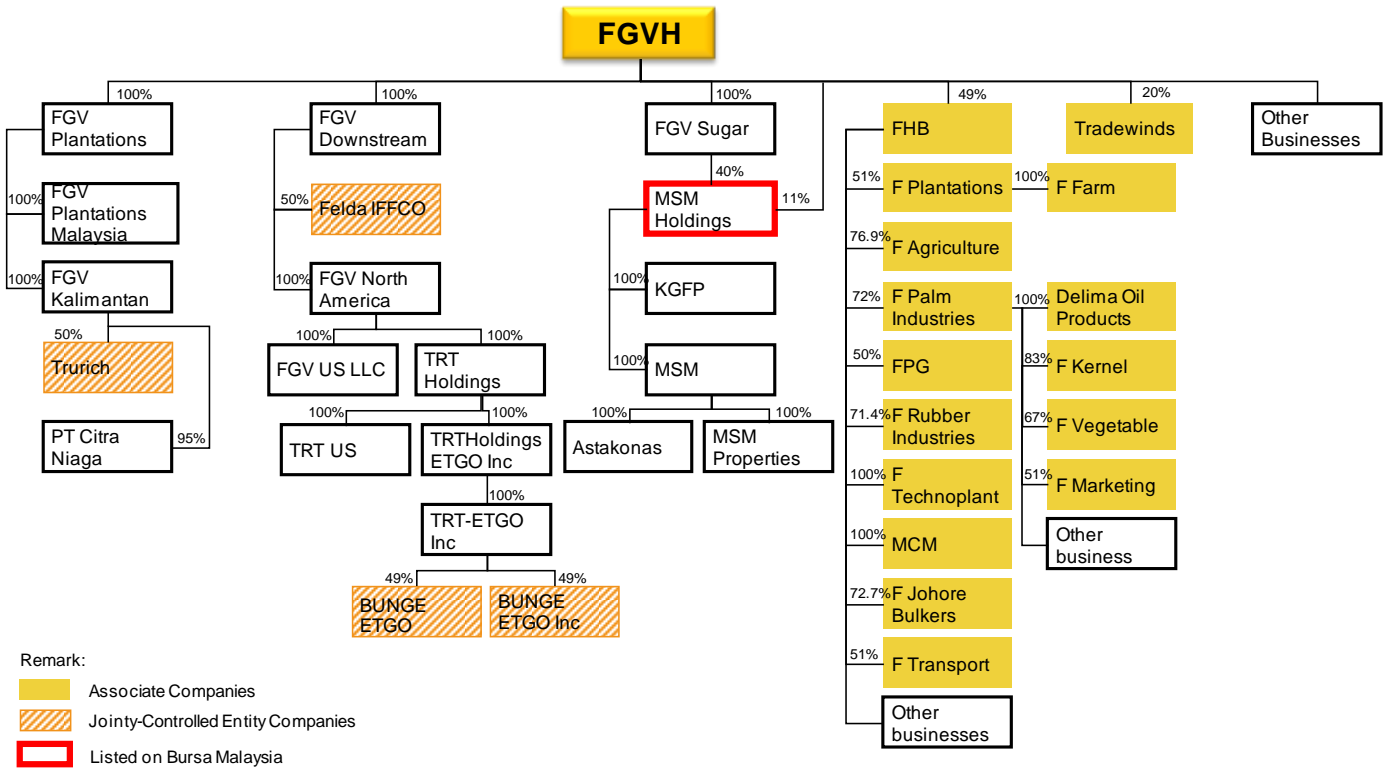 FGVH
100%
100%
100%
49%
20%
FGV
Plantations
FGV
Downstream
FGV Sugar
FHB
Tradewinds
Other
Businesses
40%
100%
FGV
Plantations
Malaysia
50%
Felda IFFCO
MSM
Holdings
11%
51%
F Plantations
100%
F Farm
76.9%
F Agriculture
100%
FGV
Kalimantan
100%
FGV North
America
100%
KGFP
72%
F Palm
Industries
100%
Delima Oil
Products
50%
Trurich
100%
FGV US LLC
100%
TRT
Holdings
100%
MSM
50%
FPG
83%
F Kernel
PT Citra
Niaga
95%
100%
TRT US
100%
TRTHoldings
ETGO Inc
100%
Astakonas
100%
MSM
Properties
71.4%
F Rubber
Industries
67%
F Vegetable
100%
F
Technoplant
51%
F Marketing
100%
TRT-ETGO
Inc
100%
MCM
Other
business
49%
BUNGE
ETGO
49%
BUNGE
ETGO Inc
72.7%
F Johore
Bulkers
51%
F Transport
Other
businesses
Remark:
Associate Companies
Jointy-Controlled Entity Companies
Listed on Bursa Malaysia